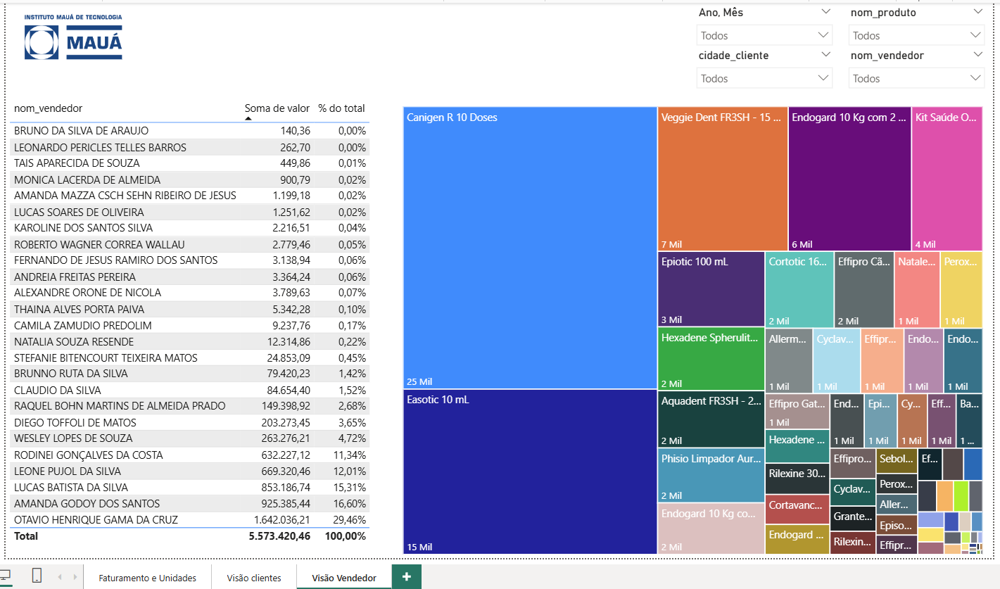 INSTITUTO MAUÁ DE TECNOLOGIA
MAUÁ
Ano, Mês
Todos
nom_produto
Todos
cidade_cliente
Todos
nom_vendedor
Todos
nom_vendedor Soma de valor % do total
BRUNO DA SILVA DE ARAUJO 140,36 0,00%
LEONARDO PERICLES TELLES BARROS 262,70 0,00%
TAIS APARECIDA DE SOUZA 449,86 0,01%
MONICA LACERDA DE ALMEIDA 900,79 0,02%
AMANDA MAZZA CSCH SEHN RIBEIRO DE JESUS 1.199,18 0,02%
LUCAS SOARES DE OLIVEIRA 1.251,62 0,02%
KAROLINE DOS SANTOS SILVA 2.216,51 0,04%
ROBERTO WAGNER CORREA WALLAU 2.779,46 0,05%
FERNANDO DE JESUS RAMIRO DOS SANTOS 3.138,94 0,06%
ANDREIA FREITAS PEREIRA 3.364,24 0,06%
ALEXANDRE ORONE DE NICOLA 3.789,63 0,07%
THAINA ALVES PORTA PAIVA 5.342,28 0,10%
CAMILA ZAMUDIO PREDOLIM 9.237,76 0,17%
NATALIA SOUZA RESENDE 12.314,86 0,22%
STEFANIE BITENCOURT TEIXEIRA MATOS 24.853,09 0,45%
BRUNNO RUTA DA SILVA 79.420,23 1,42%
CLAUDIO DA SILVA 84.654,40 1,52%
RAQUEL BOHN MARTINS DE ALMEIDA PRADO 149.398,92 2,68%
DIEGO TOFFOLI DE MATOS 203.273,45 3,65%
WESLEY LOPES DE SOUZA 263.276,21 4,72%
RODINEI GONÇALVES DA COSTA 632.227,12 11,34%
LEONE PUJOL DA SILVA 669.320,46 12,01%
LUCAS BATISTA DA SILVA 853.186,74 15,31%
AMANDA GODOY DOS SANTOS 925.385,44 16,60%
OTAVIO HENRIQUE GAMA DA CRUZ 1.642.036,21 29,46%
Total 5.573.420,46 100,00%
Canigen R 10 Doses
25 Mil
Easotic 10 mL
15 Mil
Veggie Dent FR3SH - 15 ...
7 Mil
Endogard 10 Kg com 2 ...
6 Mil
Kit Saúde O...
4 Mil
Epiotic 100 mL
3 Mil
Hexadene Spherulit...
2 Mil
Aquadent FR3SH - 2...
2 Mil
Phisio Limpador Aur...
2 Mil
Endogard 10 Kg co...
2 Mil
Cortotic 16...
2 Mil
Effipro Cã...
2 Mil
Natale...
1 Mil
Perox...
1 Mil
Allerm...
1 Mil
Cyclav...
1 Mil
Effipr...
1 Mil
Endo...
1 Mil
Endo...
1 Mil
Effipro Gat...
1 Mil
Hexadene ...
Rilexine 30...
Cortavanc...
Endogard ...
End...
1 Mil
Epi...
1 Mil
Cy...
1 Mil
Eff...
1 Mil
Ba...
1 ...
Effipro...
Cyclav...
Grante...
Rilexin...
Sebol...
Perox...
Aller...
Episo...
Effipr...
Ef...
Faturamento e Unidades
Visão clientes
Visão Vendedor
+